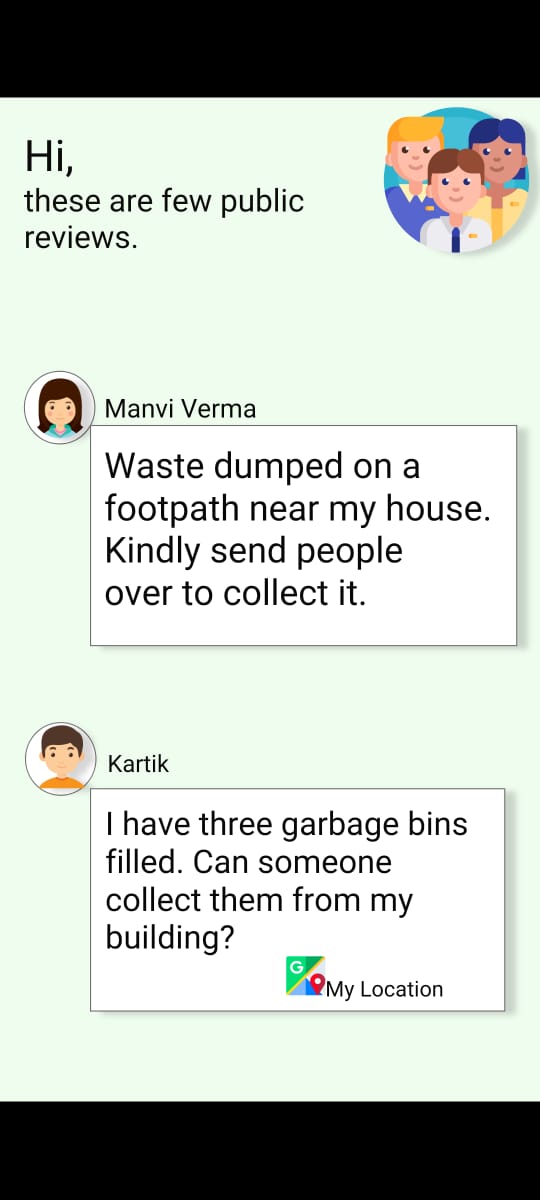 Hi,
these are few public
reviews.
Manvi Verma
Waste dumped on a
footpath near my house.
Kindly send people
over to collect it.
Kartik
I have three garbage bins
filled. Can someone
collect them from my
building?
G
My Location